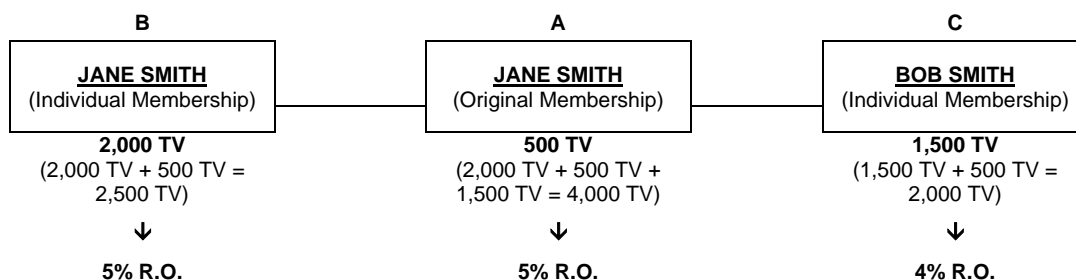 B
JANE SMITH
(Individual Membership)
2,000 TV
(2,000 TV + 500 TV =
2,500 TV)
5% R.O.
A
JANE SMITH
(Original Membership)
500 TV
(2,000 TV + 500 TV +
1,500 TV = 4,000 TV)
5% R.O.
C
BOB SMITH
(Individual Membership)
1,500 TV
(1,500 TV + 500 TV =
2,000 TV)
4% R.O.